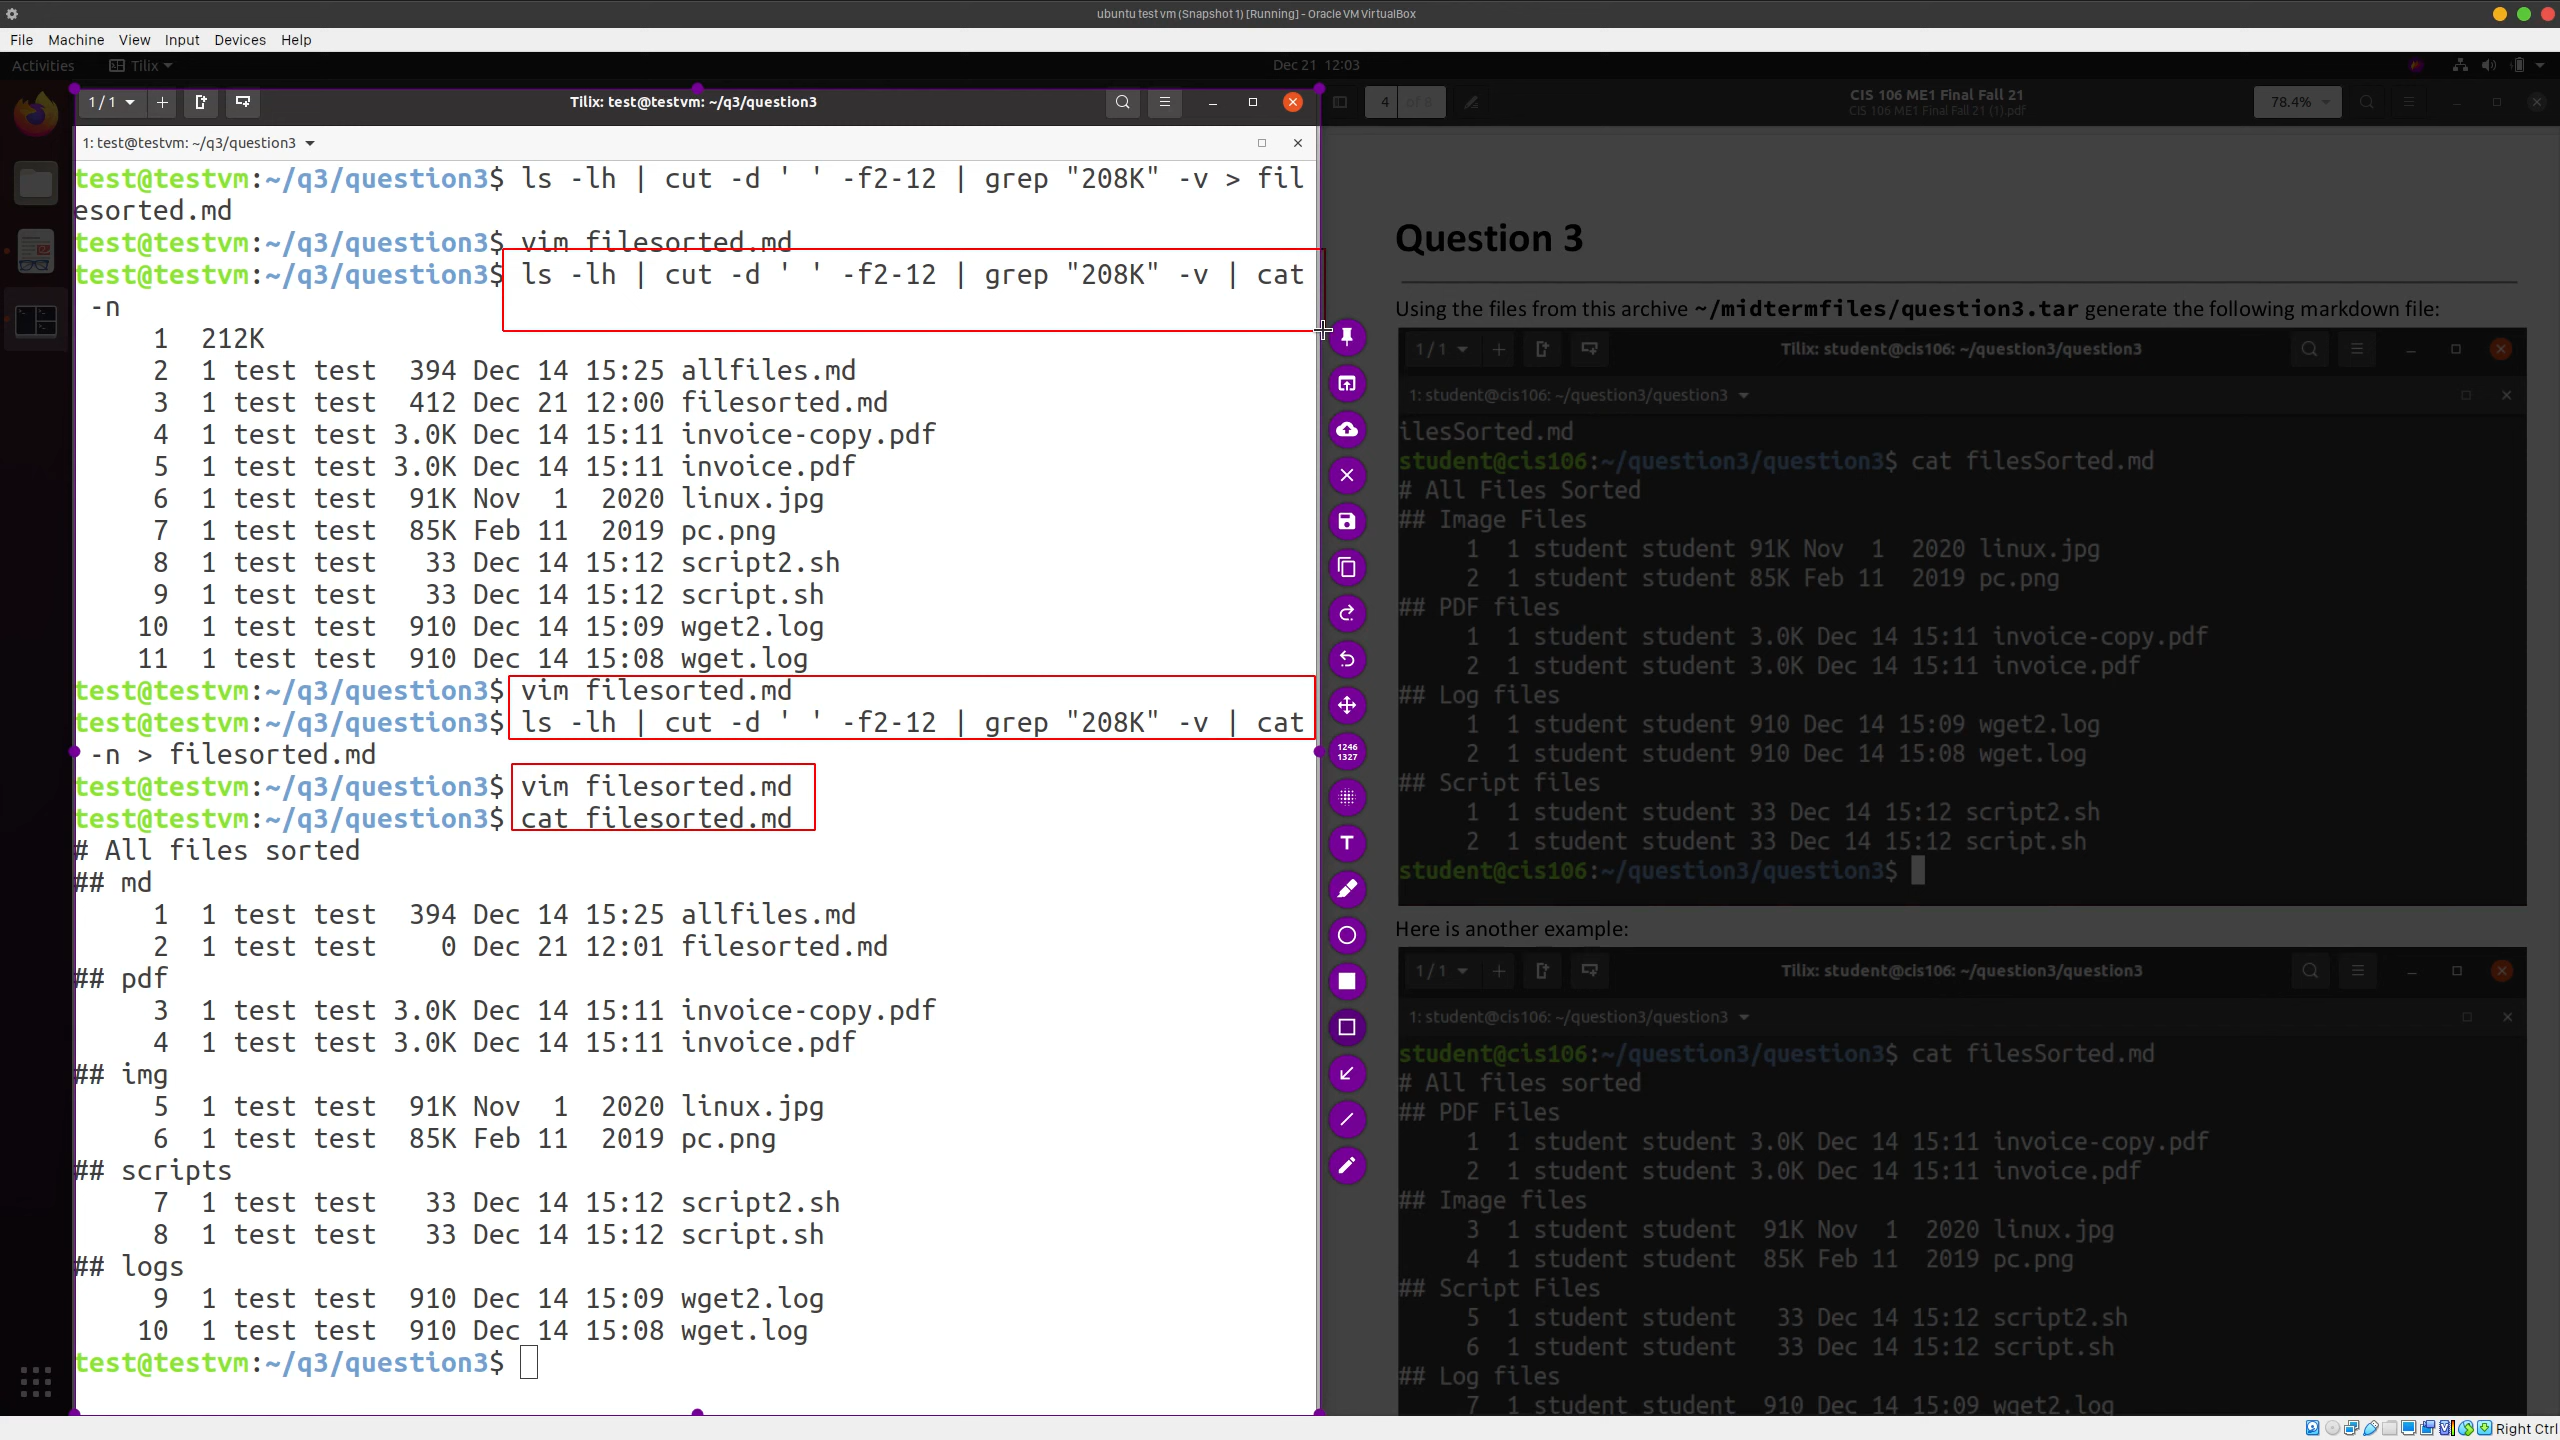 ubuntu test vm (Snapshot 1) [Running] - Oracle VM VirtualBox
File Machine View Input Devices Help
Activities Tilix Dec 21 12:03
1 / 1 Tilix: test@testvm: ~/q3/question3
1: test@testvm: ~/q3/question3
test@testvm:~/q3/question3$ ls -lh | cut -d ' ' -f2-12 | grep "208K" -v > fil
esorted.md
test@testvm:~/q3/question3$ vim filesorted.md
test@testvm:~/q3/question3$ ls -lh | cut -d ' ' -f2-12 | grep "208K" -v | cat
 -n
     1  212K
     2  1 test test  394 Dec 14 15:25 allfiles.md
     3  1 test test  412 Dec 21 12:00 filesorted.md
     4  1 test test 3.0K Dec 14 15:11 invoice-copy.pdf
     5  1 test test 3.0K Dec 14 15:11 invoice.pdf
     6  1 test test  91K Nov  1  2020 linux.jpg
     7  1 test test  85K Feb 11  2019 pc.png
     8  1 test test   33 Dec 14 15:12 script2.sh
     9  1 test test   33 Dec 14 15:12 script.sh
    10  1 test test  910 Dec 14 15:09 wget2.log
    11  1 test test  910 Dec 14 15:08 wget.log
test@testvm:~/q3/question3$ vim filesorted.md
test@testvm:~/q3/question3$ ls -lh | cut -d ' ' -f2-12 | grep "208K" -v | cat
 -n > filesorted.md
test@testvm:~/q3/question3$ vim filesorted.md
test@testvm:~/q3/question3$ cat filesorted.md
# All files sorted
## md
     1  1 test test  394 Dec 14 15:25 allfiles.md
     2  1 test test    0 Dec 21 12:01 filesorted.md
## pdf
     3  1 test test 3.0K Dec 14 15:11 invoice-copy.pdf
     4  1 test test 3.0K Dec 14 15:11 invoice.pdf
## img
     5  1 test test  91K Nov  1  2020 linux.jpg
     6  1 test test  85K Feb 11  2019 pc.png
## scripts
     7  1 test test   33 Dec 14 15:12 script2.sh
     8  1 test test   33 Dec 14 15:12 script.sh
## logs
     9  1 test test  910 Dec 14 15:09 wget2.log
    10  1 test test  910 Dec 14 15:08 wget.log
test@testvm:~/q3/question3$
1246
1327
T
4 of 8 CIS 106 ME1 Final Fall 21 78.4%
CIS 106 ME1 Final Fall 21 (1).pdf
Question 3
Using the files from this archive ~/midtermfiles/question3.tar generate the following markdown file:
1 / 1 Tilix: student@cis106: ~/question3/question3
1: student@cis106: ~/question3/question3
ilesSorted.md
student@cis106:~/question3/question3$ cat filesSorted.md
# All Files Sorted
## Image Files
     1  1 student student 91K Nov  1  2020 linux.jpg
     2  1 student student 85K Feb 11  2019 pc.png
## PDF files
     1  1 student student 3.0K Dec 14 15:11 invoice-copy.pdf
     2  1 student student 3.0K Dec 14 15:11 invoice.pdf
## Log files
     1  1 student student 910 Dec 14 15:09 wget2.log
     2  1 student student 910 Dec 14 15:08 wget.log
## Script files
     1  1 student student 33 Dec 14 15:12 script2.sh
     2  1 student student 33 Dec 14 15:12 script.sh
student@cis106:~/question3/question3$
Here is another example:
1 / 1 Tilix: student@cis106: ~/question3/question3
1: student@cis106: ~/question3/question3
student@cis106:~/question3/question3$ cat filesSorted.md
# All files sorted
## PDF Files
     1  1 student student 3.0K Dec 14 15:11 invoice-copy.pdf
     2  1 student student 3.0K Dec 14 15:11 invoice.pdf
## Image files
     3  1 student student  91K Nov  1  2020 linux.jpg
     4  1 student student  85K Feb 11  2019 pc.png
## Script Files
     5  1 student student   33 Dec 14 15:12 script2.sh
     6  1 student student   33 Dec 14 15:12 script.sh
## Log files
     7  1 student student  910 Dec 14 15:09 wget2.log
Right Ctrl